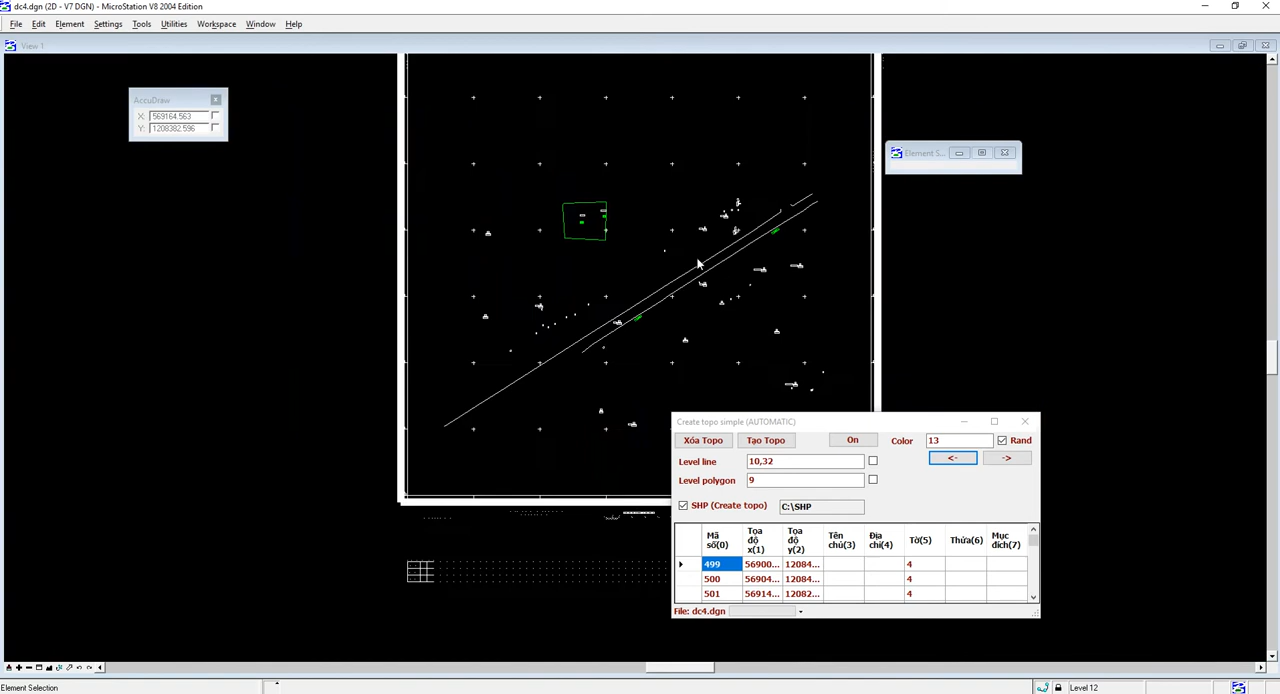 dc4.dgn (2D - V7 DGN) - MicroStation V8 2004 Edition
File Edit Element Settings Tools Utilities Workspace Window Help
View 1
AccuDraw
X: 569164.563
Y: 1208382.596
Element S...
Create topo simple (AUTOMATIC)
Xóa Topo Tạo Topo On Color 13 Rand
Level line 10,32 <- ->
Level polygon 9
SHP (Create topo) C:\SHP
Mã số(0) Tọa độ x(1) Tọa độ y(2) Tên chủ(3) Địa chỉ(4) Tờ(5) Thửa(6) Mục đích(7)
499 56900... 12084... 4
500 56904... 12084... 4
501 56914... 12082... 4
File: dc4.dgn
Element Selection Level 12